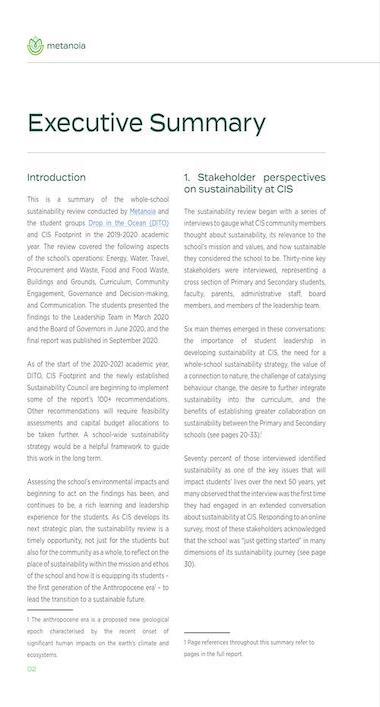 metanoia
Executive Summary
Introduction
This is a summary of the whole-school
sustainability review conducted by Metanoia and
the student groups Drop in the Ocean (DITO)
and CIS Footprint in the 2019-2020 academic
year. The review covered the following aspects
of the school's operations: Energy, Water, Travel,
Procurement and Waste, Food and Food Waste,
Buildings and Grounds, Curriculum, Community
Engagement, Governance and Decision-making,
and Communication. The students presented the
findings to the Leadership Team in March 2020
and the Board of Governors in June 2020, and the
final report was published in September 2020.
As of the start of the 2020-2021 academic year,
DITO, CIS Footprint and the newly established
Sustainability Council are beginning to implement
some of the report's 100+ recommendations.
Other recommendations will require feasibility
assessments and capital budget allocations to
be taken further. A school-wide sustainability
strategy would be a helpful framework to guide
this work in the long term.
Assessing the school's environmental impacts and
beginning to act on the findings has been, and
continues to be, a rich learning and leadership
experience for the students. As CIS develops its
next strategic plan, the sustainability review is a
timely opportunity, not just for the students but
also for the community as a whole, to reflect on the
place of sustainability within the mission and ethos
of the school and how it is equipping its students –
the first generation of the Anthropocene era¹ – to
lead the transition to a sustainable future.
1 The anthropocene era is a proposed new geological
epoch characterised by the recent onset of
significant human impacts on the earth's climate and
ecosystems.
02
1. Stakeholder perspectives
on sustainability at CIS
The sustainability review began with a series of
interviews to gauge what CIS community members
thought about sustainability, its relevance to the
school's mission and values, and how sustainable
they considered the school to be. Thirty-nine key
stakeholders were interviewed, representing a
cross section of Primary and Secondary students,
faculty, parents, administrative staff, board
members, and members of the leadership team.
Six main themes emerged in these conversations:
the importance of student leadership in
developing sustainability at CIS, the need for a
whole-school sustainability strategy, the value of
a connection to nature, the challenge of catalysing
behaviour change, the desire to further integrate
sustainability into the curriculum, and the
benefits of establishing greater collaboration on
sustainability between the Primary and Secondary
schools (see pages 20-33).¹
Seventy percent of those interviewed identified
sustainability as one of the key issues that will
impact students' lives over the next 50 years, yet
many observed that the interview was the first time
they had engaged in an extended conversation
about sustainability at CIS. Responding to an online
survey, most of these stakeholders acknowledged
that the school was "just getting started" in many
dimensions of its sustainability journey (see page
30).
1 Page references throughout this summary refer to
pages in the full report.